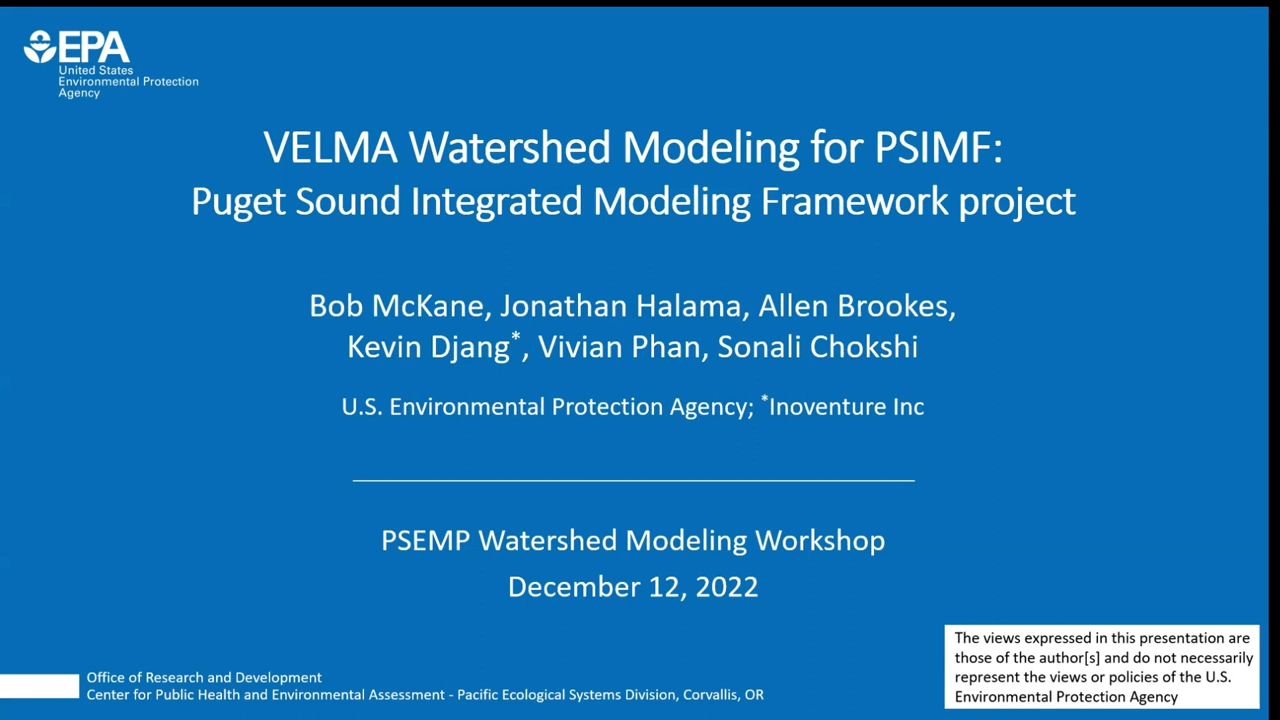 EPA
United States
Environmental Protection
Agency
VELMA Watershed Modeling for PSIMF:
Puget Sound Integrated Modeling Framework project
Bob McKane, Jonathan Halama, Allen Brookes,
Kevin Djang*, Vivian Phan, Sonali Chokshi
U.S. Environmental Protection Agency; *Inoventure Inc
PSEMP Watershed Modeling Workshop
December 12, 2022
Office of Research and Development
Center for Public Health and Environmental Assessment - Pacific Ecological Systems Division, Corvallis, OR
The views expressed in this presentation are
those of the author[s] and do not necessarily
represent the views or policies of the U.S.
Environmental Protection Agency